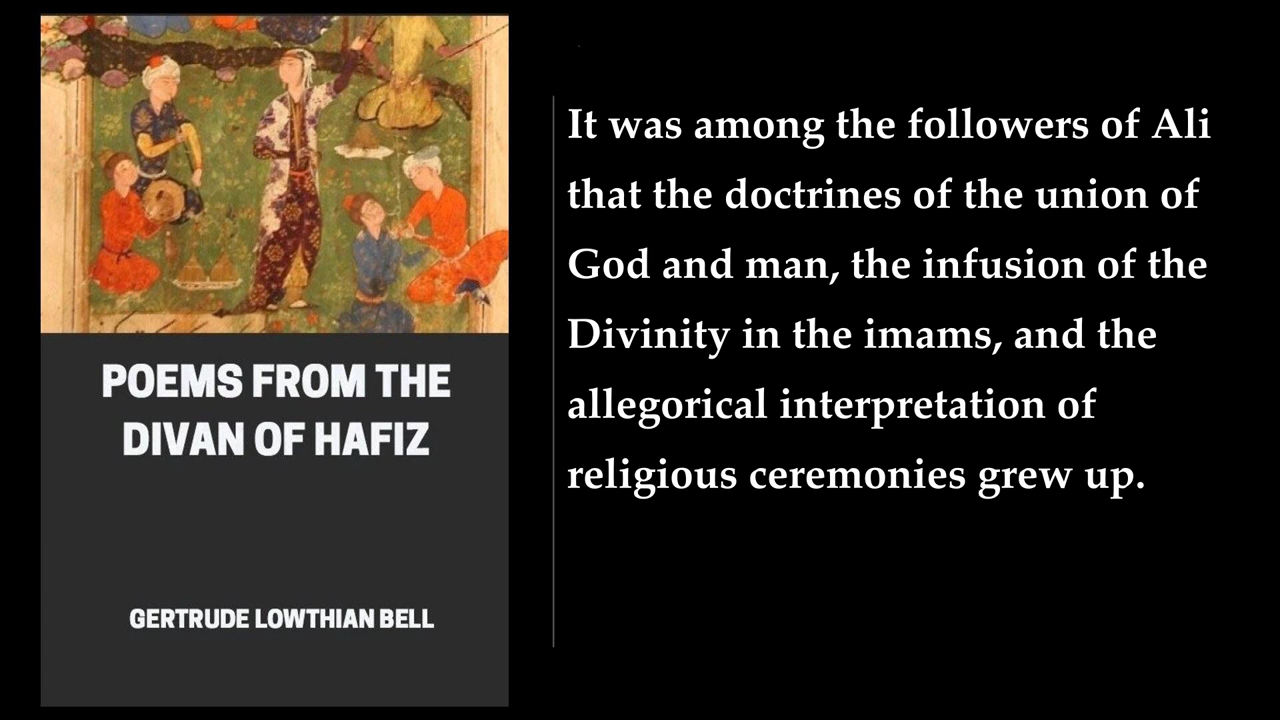 POEMS FROM THE
DIVAN OF HAFIZ
GERTRUDE LOWTHIAN BELL
It was among the followers of Ali
that the doctrines of the union of
God and man, the infusion of the
Divinity in the imams, and the
allegorical interpretation of
religious ceremonies grew up.